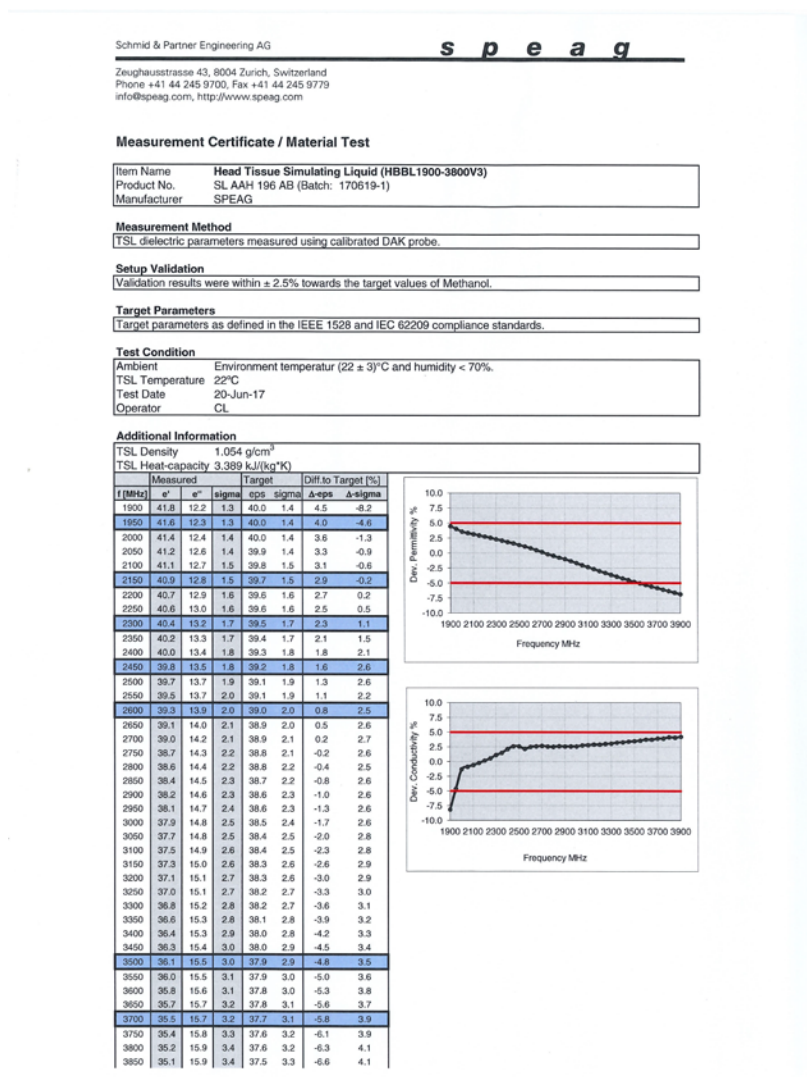 Schmid & Partner Engineering AG
s p e a g
Zeughausstrasse 43, 8004 Zurich, Switzerland
Phone +41 44 245 9700, Fax +41 44 245 9779
info@speag.com, http://www.speag.com
Measurement Certificate / Material Test
Item Name Head Tissue Simulating Liquid (HBBL1900-3800V3)
Product No. SL AAH 196 AB (Batch: 170619-1)
Manufacturer SPEAG
Measurement Method
TSL dielectric parameters measured using calibrated DAK probe.
Setup Validation
Validation results were within ± 2.5% towards the target values of Methanol.
Target Parameters
Target parameters as defined in the IEEE 1528 and IEC 62209 compliance standards.
Test Condition
Ambient Environment temperatur (22 ± 3)°C and humidity < 70%.
TSL Temperature 22°C
Test Date 20-Jun-17
Operator CL
Additional Information
TSL Density 1.054 g/cm³
TSL Heat-capacity 3.389 kJ/(kg*K)
Measured Target Diff.to Target [%]
f [MHz] e' e" sigma eps sigma Δ-eps Δ-sigma
1900 41.8 12.2 1.3 40.0 1.4 4.5 -8.2
1950 41.6 12.3 1.3 40.0 1.4 4.0 -4.6
2000 41.4 12.4 1.4 40.0 1.4 3.6 -1.3
2050 41.2 12.6 1.4 39.9 1.4 3.3 -0.9
2100 41.1 12.7 1.5 39.8 1.5 3.1 -0.6
2150 40.9 12.8 1.5 39.7 1.5 2.9 -0.2
2200 40.7 12.9 1.6 39.6 1.6 2.7 0.2
2250 40.6 13.0 1.6 39.6 1.6 2.5 0.5
2300 40.4 13.2 1.7 39.5 1.7 2.3 1.1
2350 40.2 13.3 1.7 39.4 1.7 2.1 1.5
2400 40.0 13.4 1.8 39.3 1.8 1.8 2.1
2450 39.8 13.5 1.8 39.2 1.8 1.6 2.6
2500 39.7 13.7 1.9 39.1 1.9 1.3 2.6
2550 39.5 13.7 2.0 39.1 1.9 1.1 2.2
2600 39.3 13.9 2.0 39.0 2.0 0.8 2.5
2650 39.1 14.0 2.1 38.9 2.0 0.5 2.6
2700 39.0 14.2 2.1 38.9 2.1 0.2 2.7
2750 38.7 14.3 2.2 38.8 2.1 -0.2 2.6
2800 38.6 14.4 2.2 38.8 2.2 -0.4 2.5
2850 38.4 14.5 2.3 38.7 2.2 -0.8 2.6
2900 38.2 14.6 2.3 38.6 2.3 -1.0 2.6
2950 38.1 14.7 2.4 38.6 2.3 -1.3 2.6
3000 37.9 14.8 2.5 38.5 2.4 -1.7 2.6
3050 37.7 14.8 2.5 38.4 2.5 -2.0 2.8
3100 37.5 14.9 2.6 38.4 2.5 -2.3 2.8
3150 37.3 15.0 2.6 38.3 2.6 -2.6 2.9
3200 37.1 15.1 2.7 38.3 2.6 -3.0 2.9
3250 37.0 15.1 2.7 38.2 2.7 -3.3 3.0
3300 36.8 15.2 2.8 38.2 2.7 -3.6 3.1
3350 36.6 15.3 2.8 38.1 2.8 -3.9 3.2
3400 36.4 15.3 2.9 38.0 2.8 -4.2 3.3
3450 36.3 15.4 3.0 38.0 2.9 -4.5 3.4
3500 36.1 15.5 3.0 37.9 2.9 -4.8 3.5
3550 36.0 15.5 3.1 37.9 3.0 -5.0 3.6
3600 35.8 15.6 3.1 37.8 3.0 -5.3 3.8
3650 35.7 15.7 3.2 37.8 3.1 -5.6 3.7
3700 35.5 15.7 3.2 37.7 3.1 -5.8 3.9
3750 35.4 15.8 3.3 37.6 3.2 -6.1 3.9
3800 35.2 15.9 3.4 37.6 3.2 -6.3 4.1
3850 35.1 15.9 3.4 37.5 3.3 -6.6 4.1
Dev. Permittivity %
10.0
7.5
5.0
2.5
0.0
-2.5
-5.0
-7.5
-10.0
1900 2100 2300 2500 2700 2900 3100 3300 3500 3700 3900
Frequency MHz
Dev. Conductivity %
10.0
7.5
5.0
2.5
0.0
-2.5
-5.0
-7.5
-10.0
1900 2100 2300 2500 2700 2900 3100 3300 3500 3700 3900
Frequency MHz